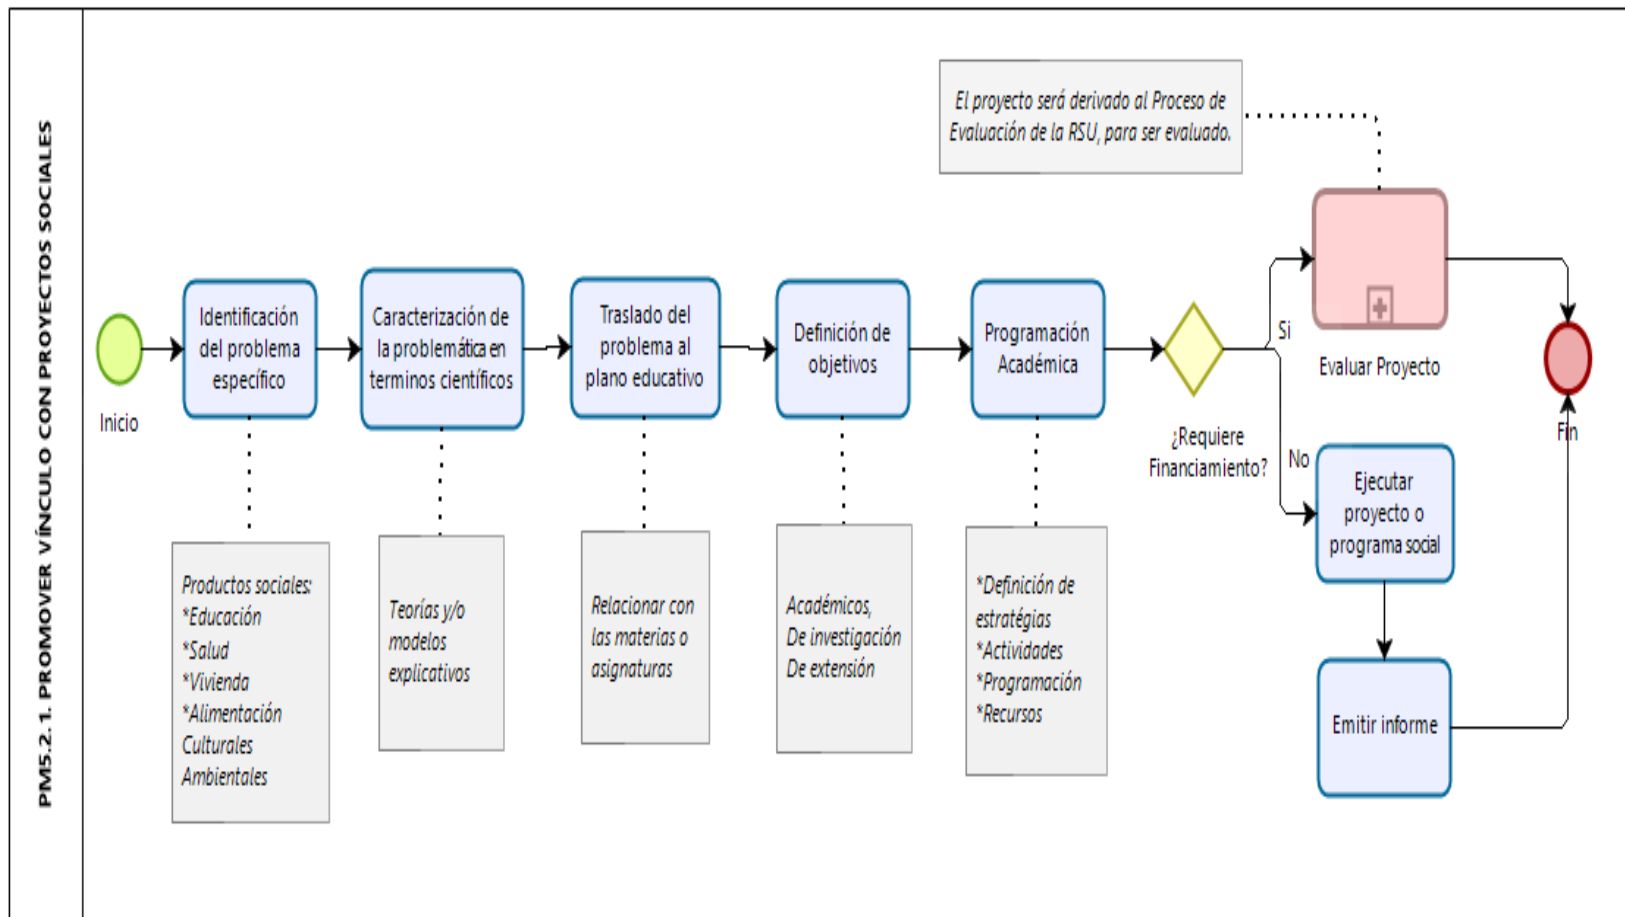 PM5.2.1. PROMOVER VÍNCULO CON PROYECTOS SOCIALES
El proyecto será derivado al Proceso de
Evaluación de la RSU, para ser evaluado.
Inicio
Identificación
del problema
específico
Caracterización de
la problemática en
terminos científicos
Traslado del
problema al
plano educativo
Definición de
objetivos
Programación
Académica
¿Requiere
Financiamiento?
Si
Evaluar Proyecto
No
Ejecutar
proyecto o
programa social
Emitir informe
Fin
Productos sociales:
*Educación
*Salud
*Vivienda
*Alimentación
Culturales
Ambientales
Teorías y/o
modelos
explicativos
Relacionar con
las materias o
asignaturas
Académicos,
De investigación
De extensión
*Definición de
estratégias
*Actividades
*Programación
*Recursos